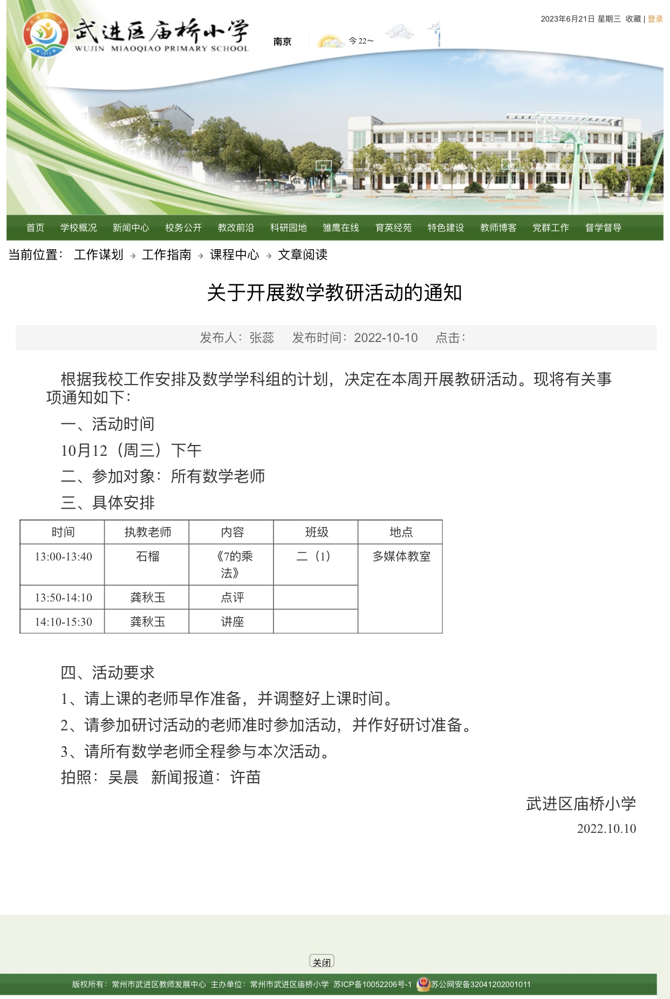 武进区庙桥小学
WUJIN MIAOQIAO PRIMARY SCHOOL
1913
南京
今 22～
2023年6月21日 星期三 收藏 | 登录
首页 学校概况 新闻中心 校务公开 教改前沿 科研园地 雏鹰在线 育英经苑 特色建设 教师博客 党群工作 督学督导
当前位置： 工作谋划 → 工作指南 → 课程中心 → 文章阅读
关于开展数学教研活动的通知
发布人：张蕊 发布时间：2022-10-10 点击：
根据我校工作安排及数学学科组的计划，决定在本周开展教研活动。现将有关事
项通知如下：
一、活动时间
10月12（周三）下午
二、参加对象：所有数学老师
三、具体安排
时间 执教老师 内容 班级 地点
13:00-13:40 石榴 《7的乘 二（1） 多媒体教室
法》
13:50-14:10 龚秋玉 点评
14:10-15:30 龚秋玉 讲座
四、活动要求
1、请上课的老师早作准备，并调整好上课时间。
2、请参加研讨活动的老师准时参加活动，并作好研讨准备。
3、请所有数学老师全程参与本次活动。
拍照：吴晨 新闻报道：许苗
武进区庙桥小学
2022.10.10
关闭
版权所有：常州市武进区教师发展中心 主办单位：常州市武进区庙桥小学 苏ICP备10052206号-1 苏公网安备32041202001011